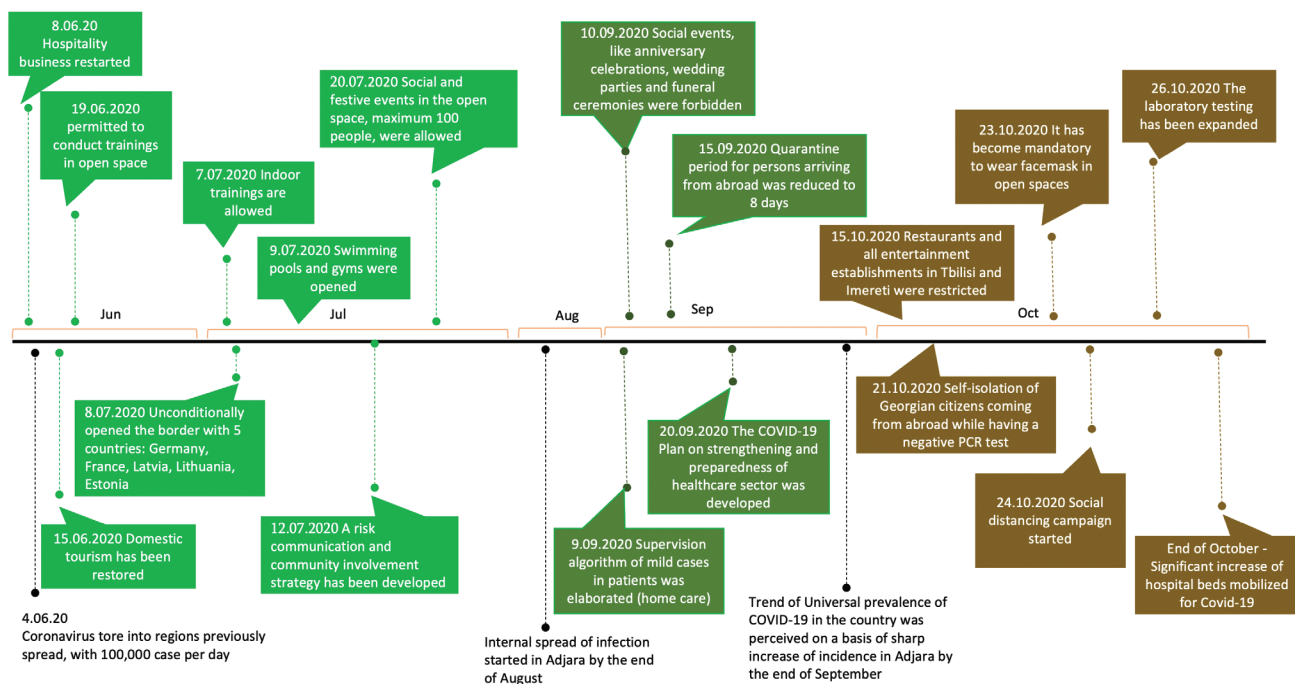 8.06.20
Hospitality
business restarted
19.06.2020
permitted to
conduct trainings
in open space
7.07.2020 Indoor
trainings are
allowed
9.07.2020 Swimming
pools and gyms were
opened
20.07.2020 Social and
festive events in the open
space, maximum 100
people, were allowed
10.09.2020 Social events,
like anniversary
celebrations, wedding
parties and funeral
ceremonies were forbidden
15.09.2020 Quarantine
period for persons arriving
from abroad was reduced to
8 days
15.10.2020 Restaurants and
all entertainment
establishments in Tbilisi and
Imereti were restricted
23.10.2020 It has
become mandatory
to wear facemask in
open spaces
26.10.2020 The
laboratory testing
has been expanded
Jun
Jul
Aug
Sep
Oct
8.07.2020 Unconditionally
opened the border with 5
countries: Germany,
France, Latvia, Lithuania,
Estonia
15.06.2020 Domestic
tourism has been
restored
12.07.2020 A risk
communication and
community involvement
strategy has been developed
9.09.2020 Supervision
algorithm of mild cases
in patients was
elaborated (home care)
20.09.2020 The COVID-19
Plan on strengthening and
preparedness of
healthcare sector was
developed
21.10.2020 Self-isolation of
Georgian citizens coming
from abroad while having a
negative PCR test
24.10.2020 Social
distancing campaign
started
End of October -
Significant increase of
hospital beds mobilized
for Covid-19
4.06.20
Coronavirus tore into regions previously
spread, with 100,000 case per day
Internal spread of infection
started in Adjara by the end
of August
Trend of Universal prevalence of
COVID-19 in the country was
perceived on a basis of sharp
increase of incidence in Adjara by
the end of September